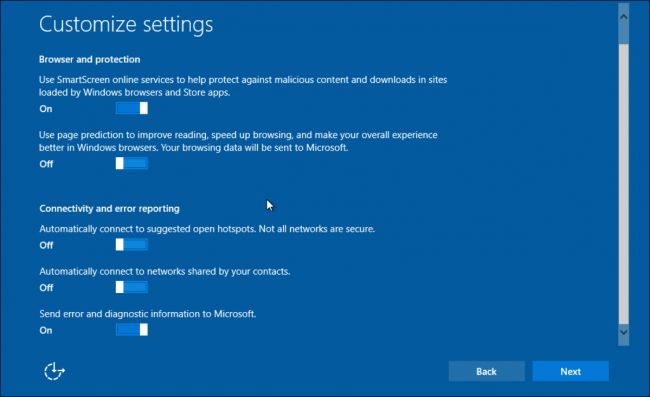 Customize settings
Browser and protection
Use SmartScreen online services to help protect against malicious content and downloads in sites
loaded by Windows browsers and Store apps.
On
Use page prediction to improve reading, speed up browsing, and make your overall experience
better in Windows browsers. Your browsing data will be sent to Microsoft.
Off
Connectivity and error reporting
Automatically connect to suggested open hotspots. Not all networks are secure.
Off
Automatically connect to networks shared by your contacts.
Off
Send error and diagnostic information to Microsoft.
On
Back Next